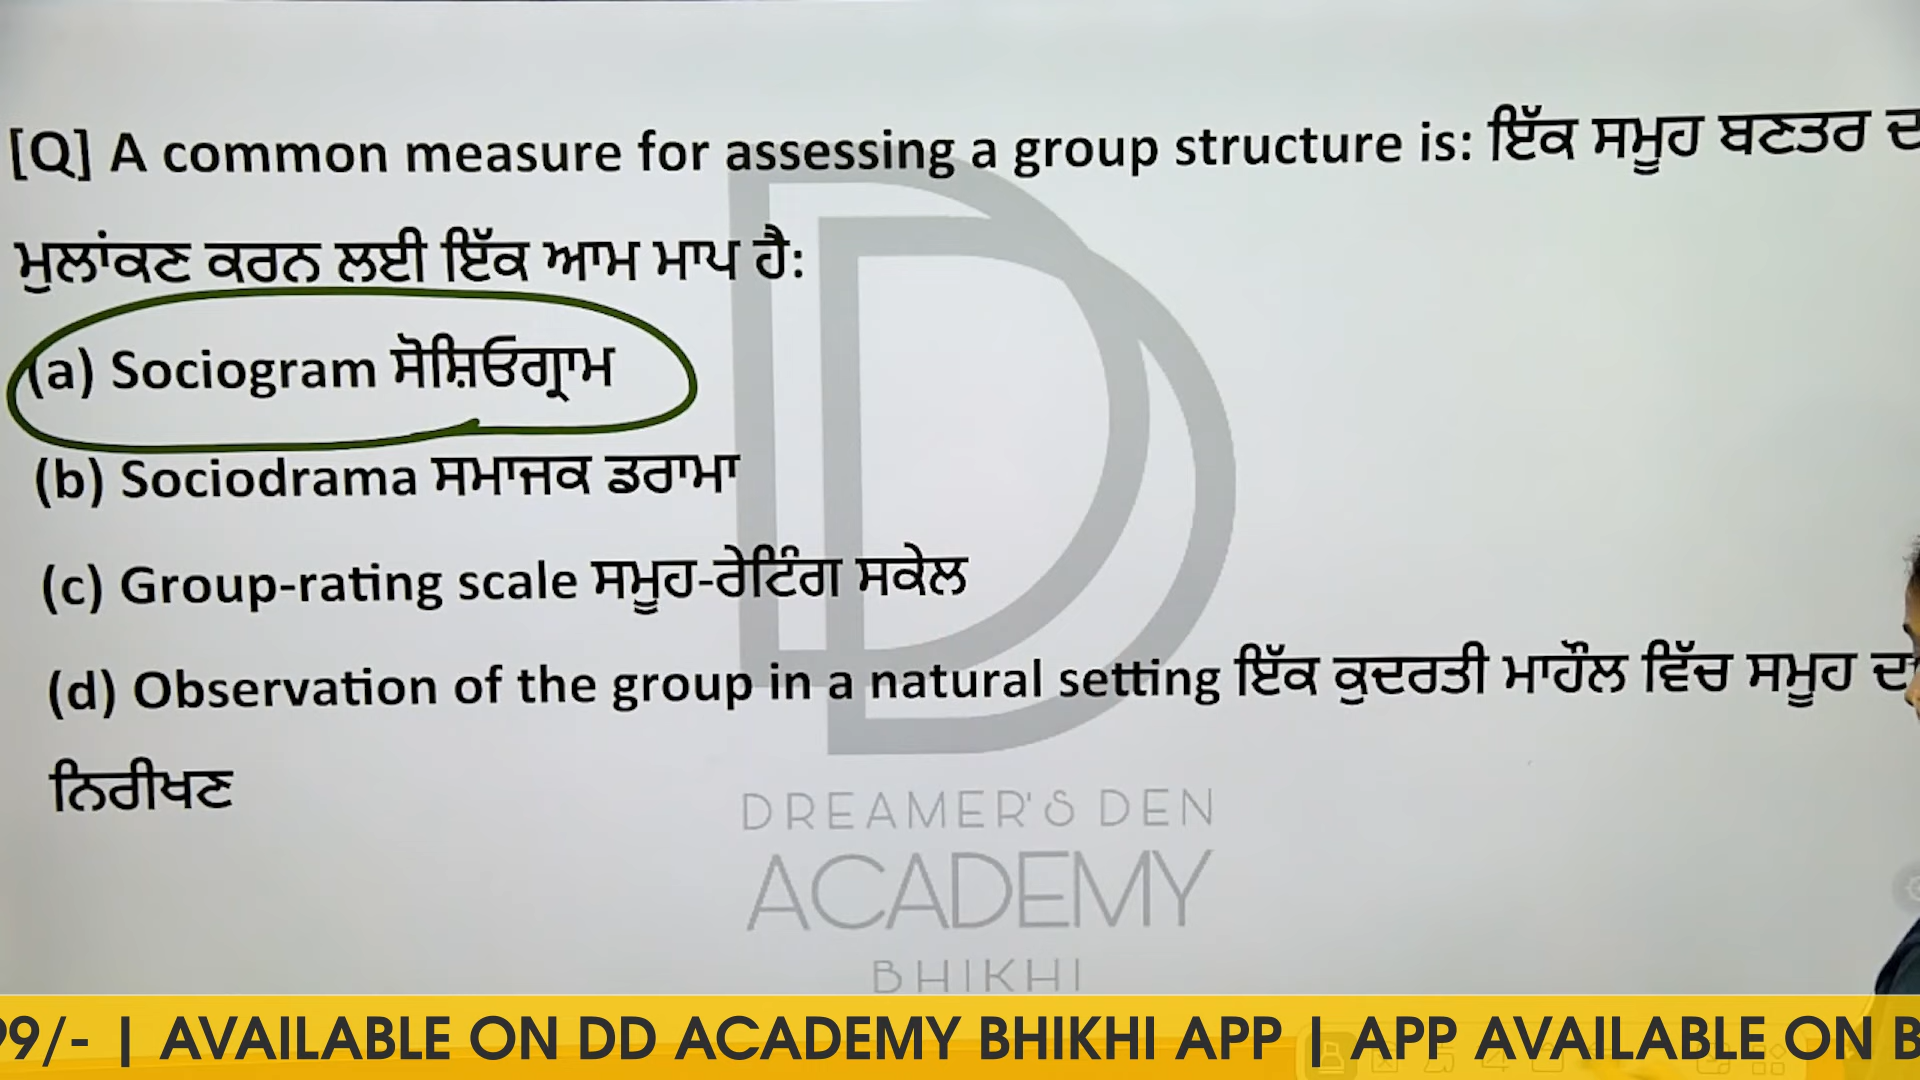 [Q] A common measure for assessing a group structure is: ਇੱਕ ਸਮੂਹ ਬਣਤਰ ਦਾ
ਮੁਲਾਂਕਣ ਕਰਨ ਲਈ ਇੱਕ ਆਮ ਮਾਪ ਹੈ:
(a) Sociogram ਸੋਸ਼ਿਓਗ੍ਰਾਮ
(b) Sociodrama ਸਮਾਜਕ ਡਰਾਮਾ
(c) Group-rating scale ਸਮੂਹ-ਰੇਟਿੰਗ ਸਕੇਲ
(d) Observation of the group in a natural setting ਇੱਕ ਕੁਦਰਤੀ ਮਾਹੌਲ ਵਿੱਚ ਸਮੂਹ ਦਾ
ਨਿਰੀਖਣ
DREAMER'S DEN
ACADEMY
BHIKHI
99/- | AVAILABLE ON DD ACADEMY BHIKHI APP | APP AVAILABLE ON